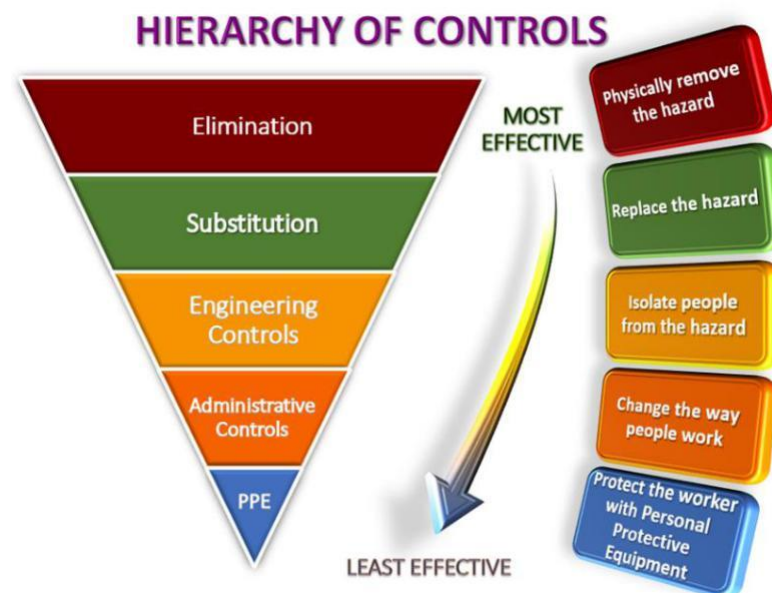 HIERARCHY OF CONTROLS
Elimination
Substitution
Engineering
Controls
Administrative
Controls
PPE
MOST
EFFECTIVE
LEAST EFFECTIVE
Physically remove
the hazard
Replace the hazard
Isolate people
from the hazard
Change the way
people work
Protect the worker
with Personal
Protective
Equipment